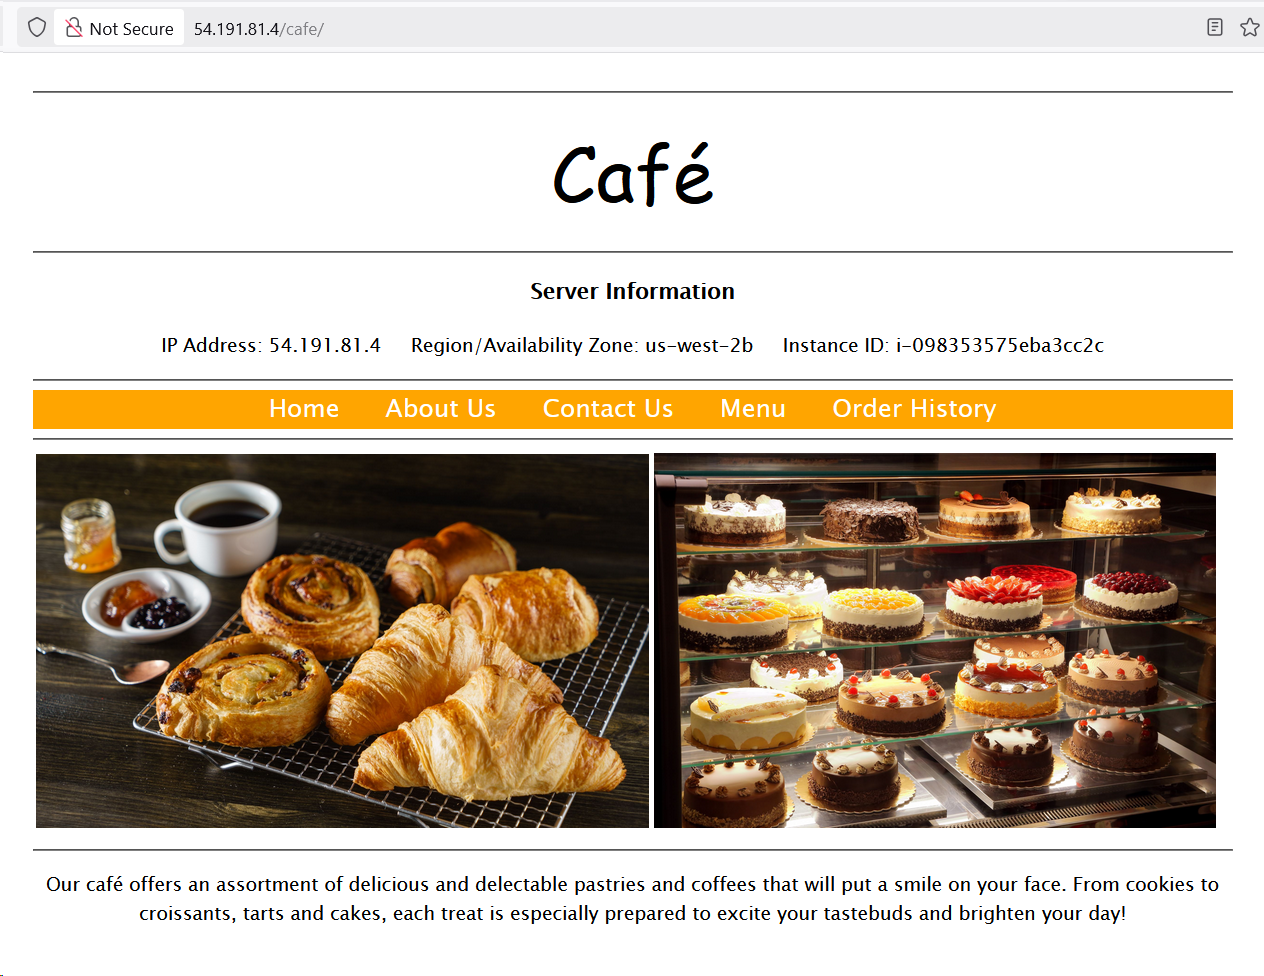 Not Secure 54.191.81.4/cafe/
Café
Server Information
IP Address: 54.191.81.4 Region/Availability Zone: us-west-2b Instance ID: i-098353575eba3cc2c
Home About Us Contact Us Menu Order History
Our café offers an assortment of delicious and delectable pastries and coffees that will put a smile on your face. From cookies to
croissants, tarts and cakes, each treat is especially prepared to excite your tastebuds and brighten your day!